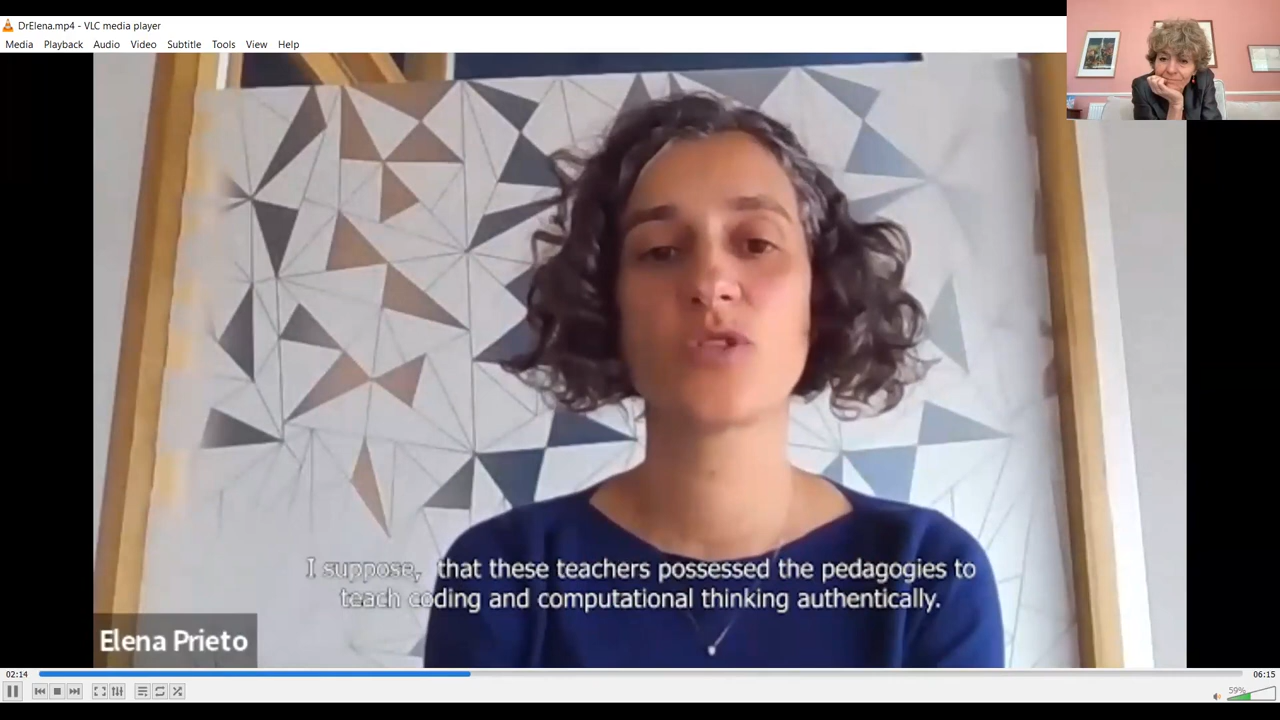 DrElena.mp4 - VLC media player
Media Playback Audio Video Subtitle Tools View Help
I suppose, that these teachers possessed the pedagogies to
teach coding and computational thinking authentically.
Elena Prieto
02:14
06:15
59%